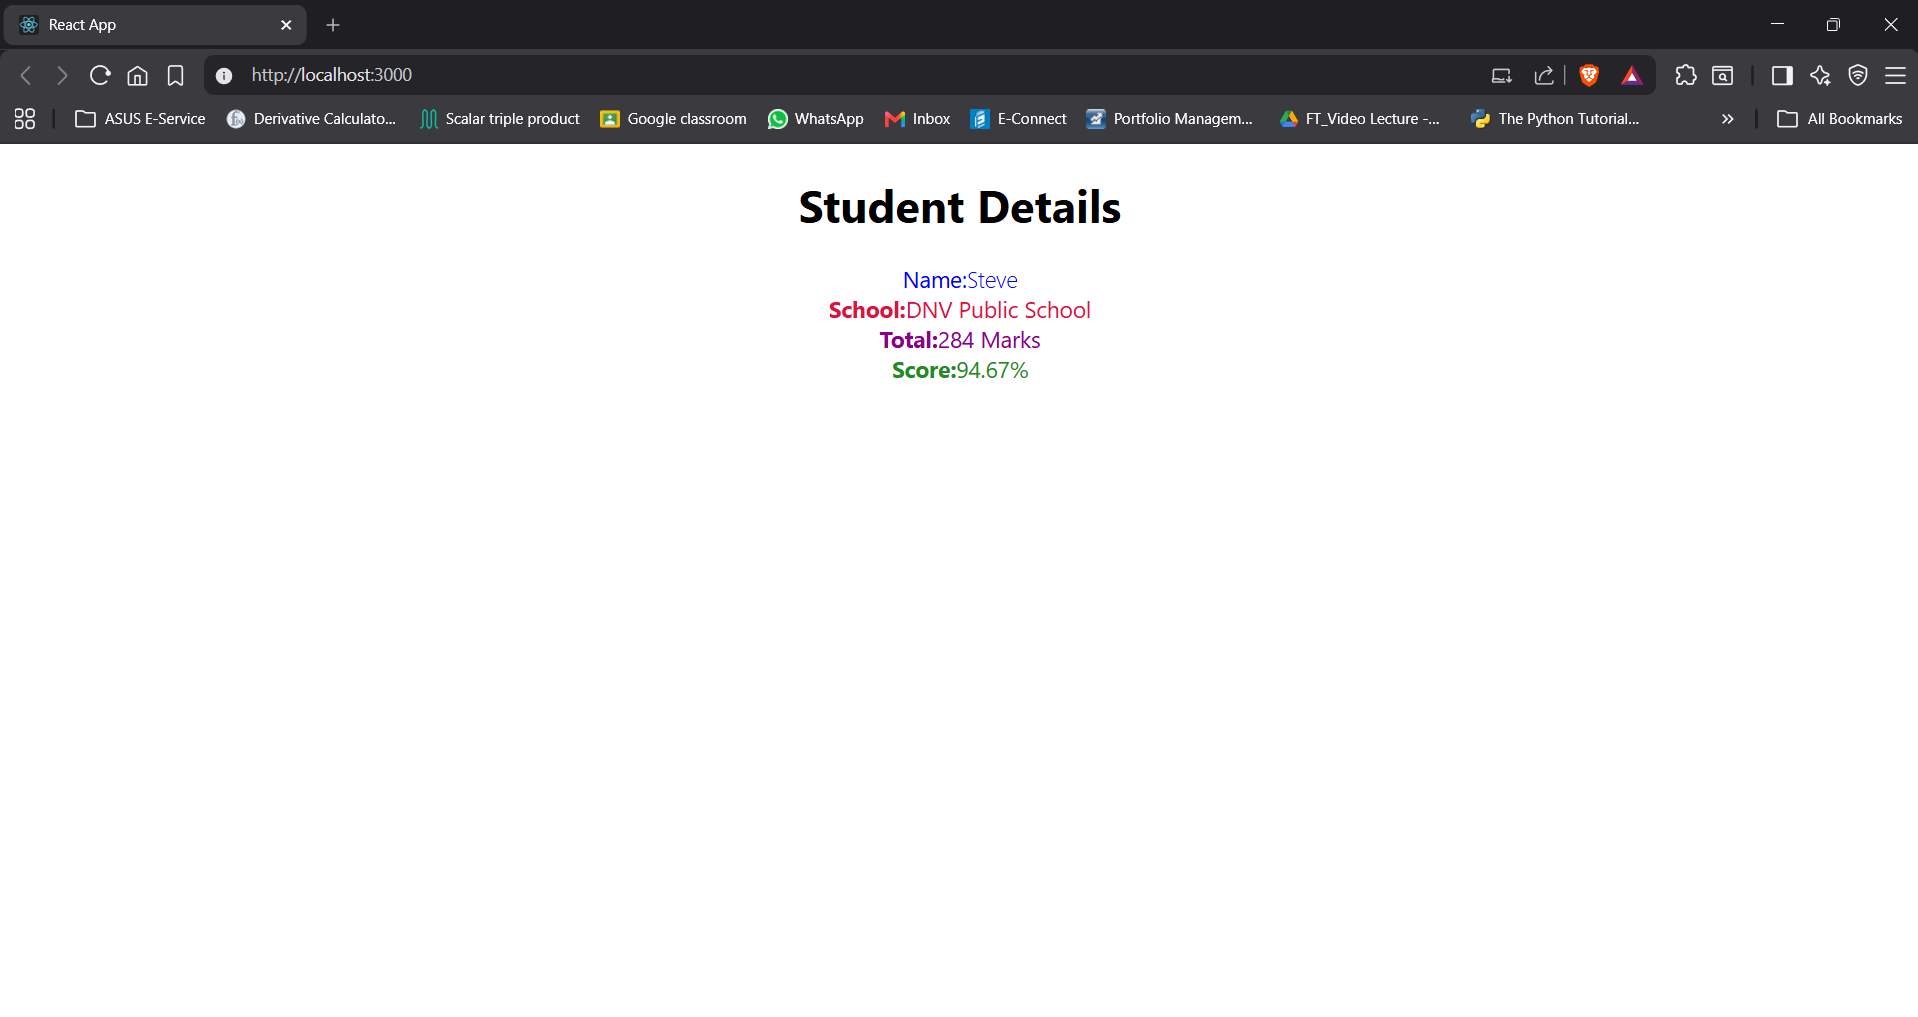 React App
http://localhost:3000
ASUS E-Service
Derivative Calculato...
Scalar triple product
Google classroom
WhatsApp
Inbox
E-Connect
Portfolio Managem...
FT_Video Lecture -...
The Python Tutorial...
All Bookmarks
Student Details
Name:Steve
School:DNV Public School
Total:284 Marks
Score:94.67%